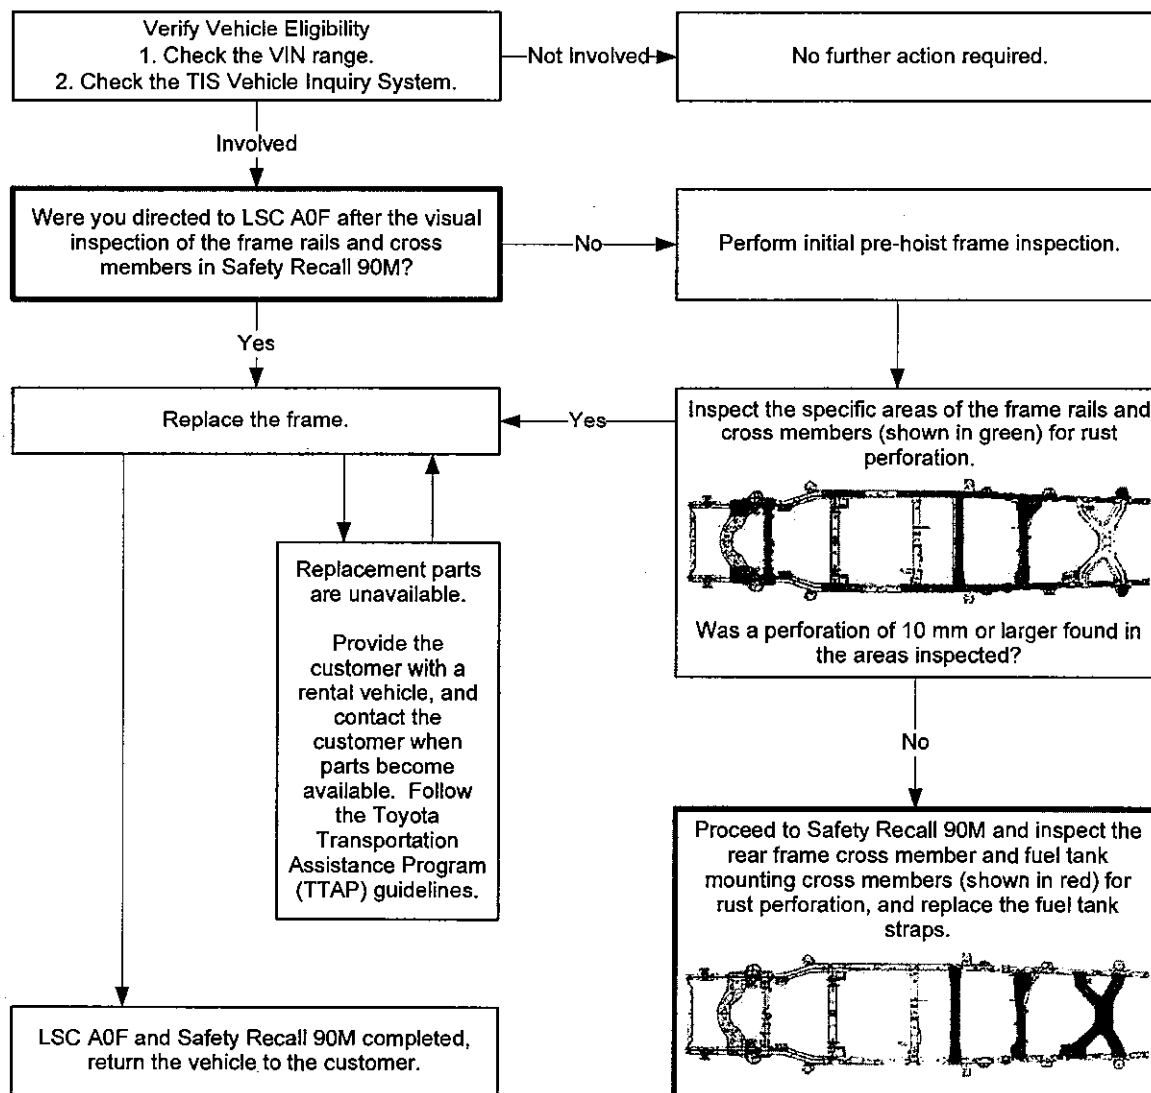 Verify Vehicle Eligibility
1. Check the VIN range.
2. Check the TIS Vehicle Inquiry System.
Not Involved
No further action required.
Involved
Were you directed to LSC A0F after the visual
inspection of the frame rails and cross
members in Safety Recall 90M?
No
Perform initial pre-hoist frame inspection.
Yes
Replace the frame.
Yes
Inspect the specific areas of the frame rails and
cross members (shown in green) for rust
perforation.
Was a perforation of 10 mm or larger found in
the areas inspected?
Replacement parts
are unavailable.
Provide the
customer with a
rental vehicle, and
contact the
customer when
parts become
available. Follow
the Toyota
Transportation
Assistance Program
(TTAP) guidelines.
No
Proceed to Safety Recall 90M and inspect the
rear frame cross member and fuel tank
mounting cross members (shown in red) for
rust perforation, and replace the fuel tank
straps.
LSC A0F and Safety Recall 90M completed,
return the vehicle to the customer.